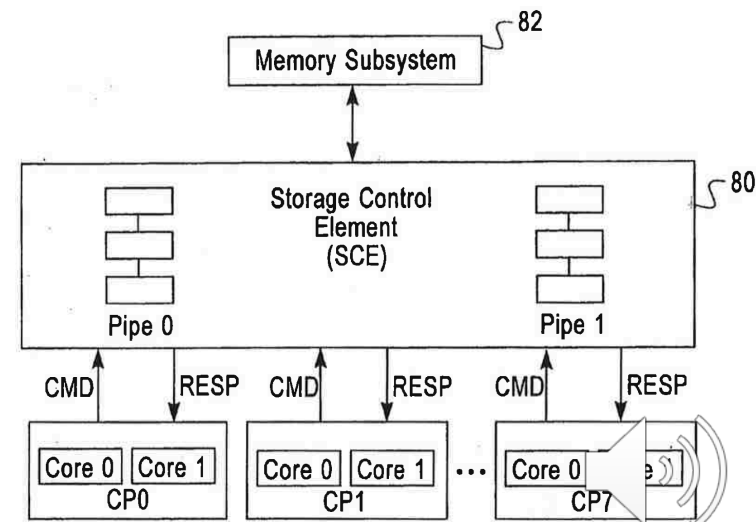 82
Memory Subsystem
80
Storage Control
Element
(SCE)
Pipe 0
Pipe 1
CMD RESP CMD RESP CMD RESP
Core 0 Core 1 Core 0 Core 1 ... Core 0
CP0 CP1 CP7